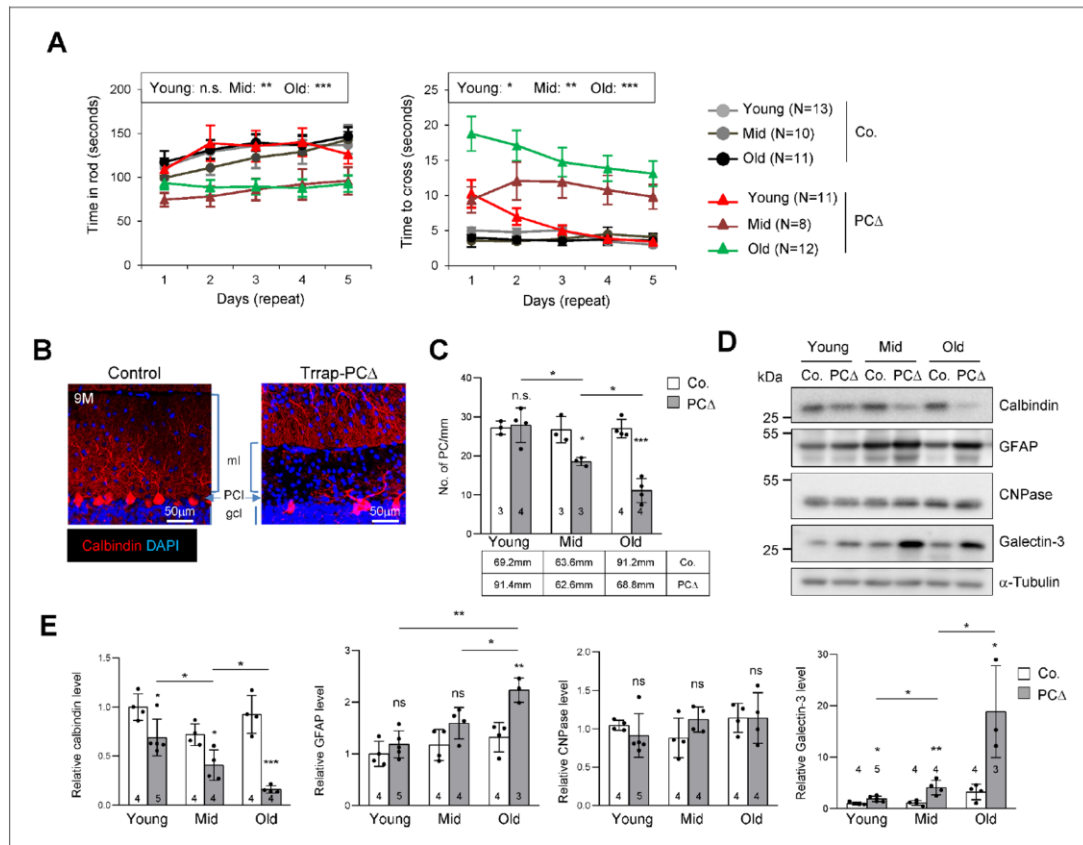 A
Young: n.s. Mid: ** Old: ***
Time in rod (seconds)
200
150
100
50
0
1 2 3 4 5
Days (repeat)
Young: * Mid: ** Old: ***
Time to cross (seconds)
25
20
15
10
5
0
1 2 3 4 5
Days (repeat)
Young (N=13)
Mid (N=10)
Old (N=11)
Co.
Young (N=11)
Mid (N=8)
Old (N=12)
PCΔ
B
Control
Trrap-PCΔ
9M
ml
PCl
gcl
50μm
50μm
Calbindin DAPI
C
Co.
PCΔ
No. of PC/mm
40
30
20
10
0
*
*
n.s.
*
***
3 4 3 3 4 4
Young Mid Old
69.2mm 63.6mm 91.2mm Co.
91.4mm 62.6mm 68.8mm PCΔ
D
Young Mid Old
kDa Co. PCΔ Co. PCΔ Co. PCΔ
25
Calbindin
55
GFAP
55
CNPase
25
Galectin-3
α-Tubulin
E
Relative calbindin level
1.5
1.0
0.5
0.0
*
*
*
*
***
4 5 4 4 4 4
Young Mid Old
Relative GFAP level
4
3
2
1
0
**
*
ns
ns
**
4 5 4 4 4 3
Young Mid Old
Relative CNPase level
2.0
1.5
1.0
0.5
0.0
ns
ns
ns
4 5 4 4 4 4
Young Mid Old
Relative Galectin-3 level
30
20
10
0
*
*
*
**
*
4 5 4 4 4 3
Young Mid Old
Co.
PCΔ